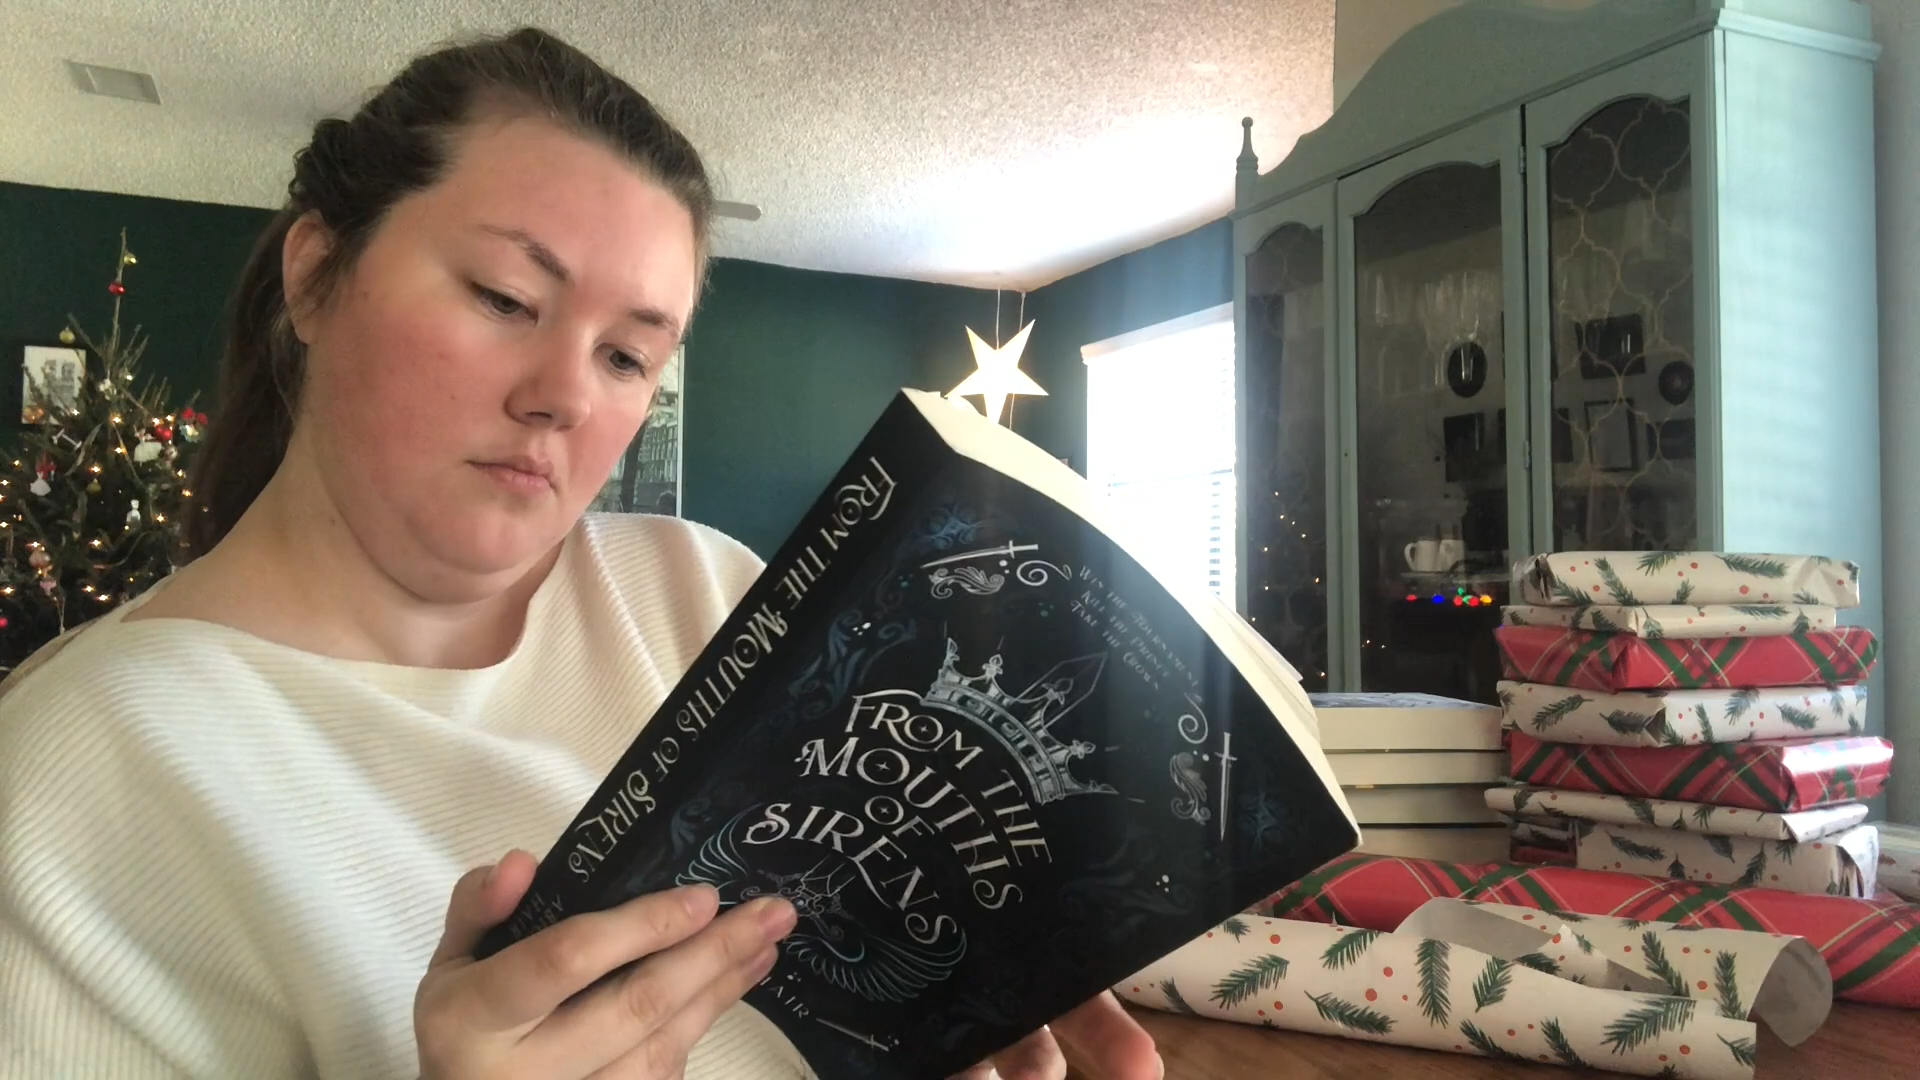 FROM THE MOUTHS OF SIRENS
WIN THE TOURNAMENT
KILL THE PRINCE
TAKE THE CROWN
FROM THE
MOUTHS
OF
SIRENS
HAIR